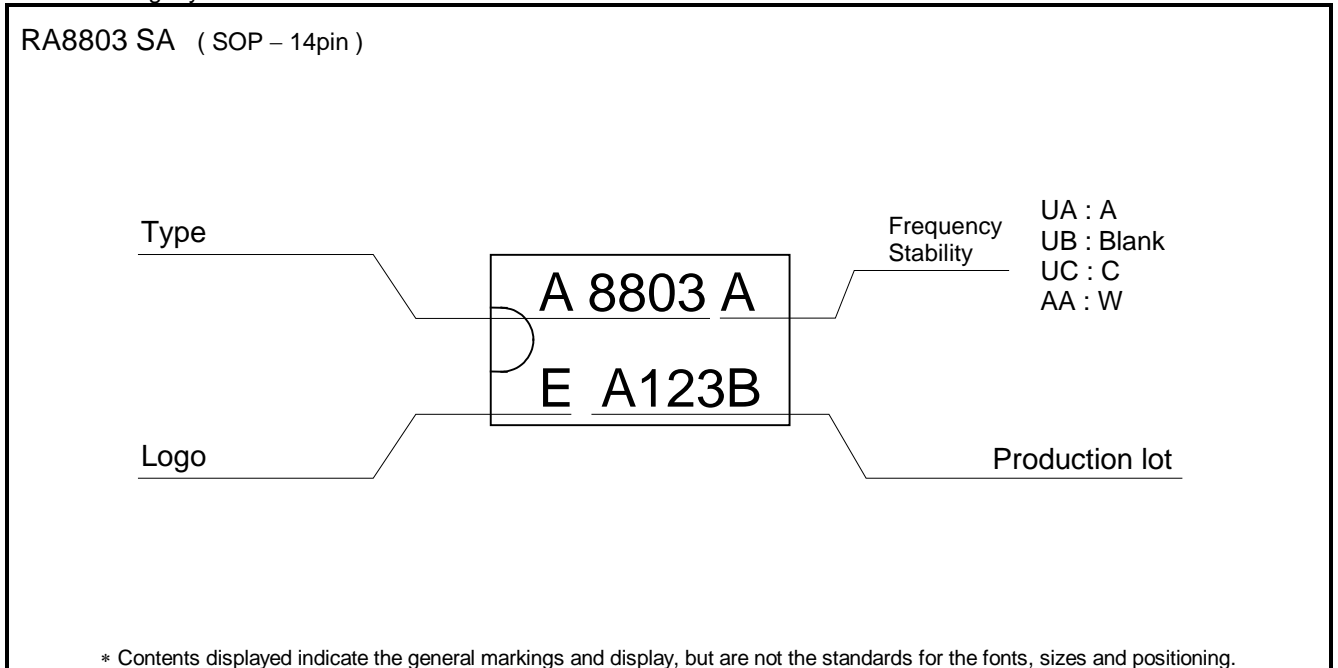 RA8803 SA ( SOP – 14pin )
Type
Frequency
Stability
UA : A
UB : Blank
UC : C
AA : W
A 8803 A
E A123B
Logo
Production lot
* Contents displayed indicate the general markings and display, but are not the standards for the fonts, sizes and positioning.